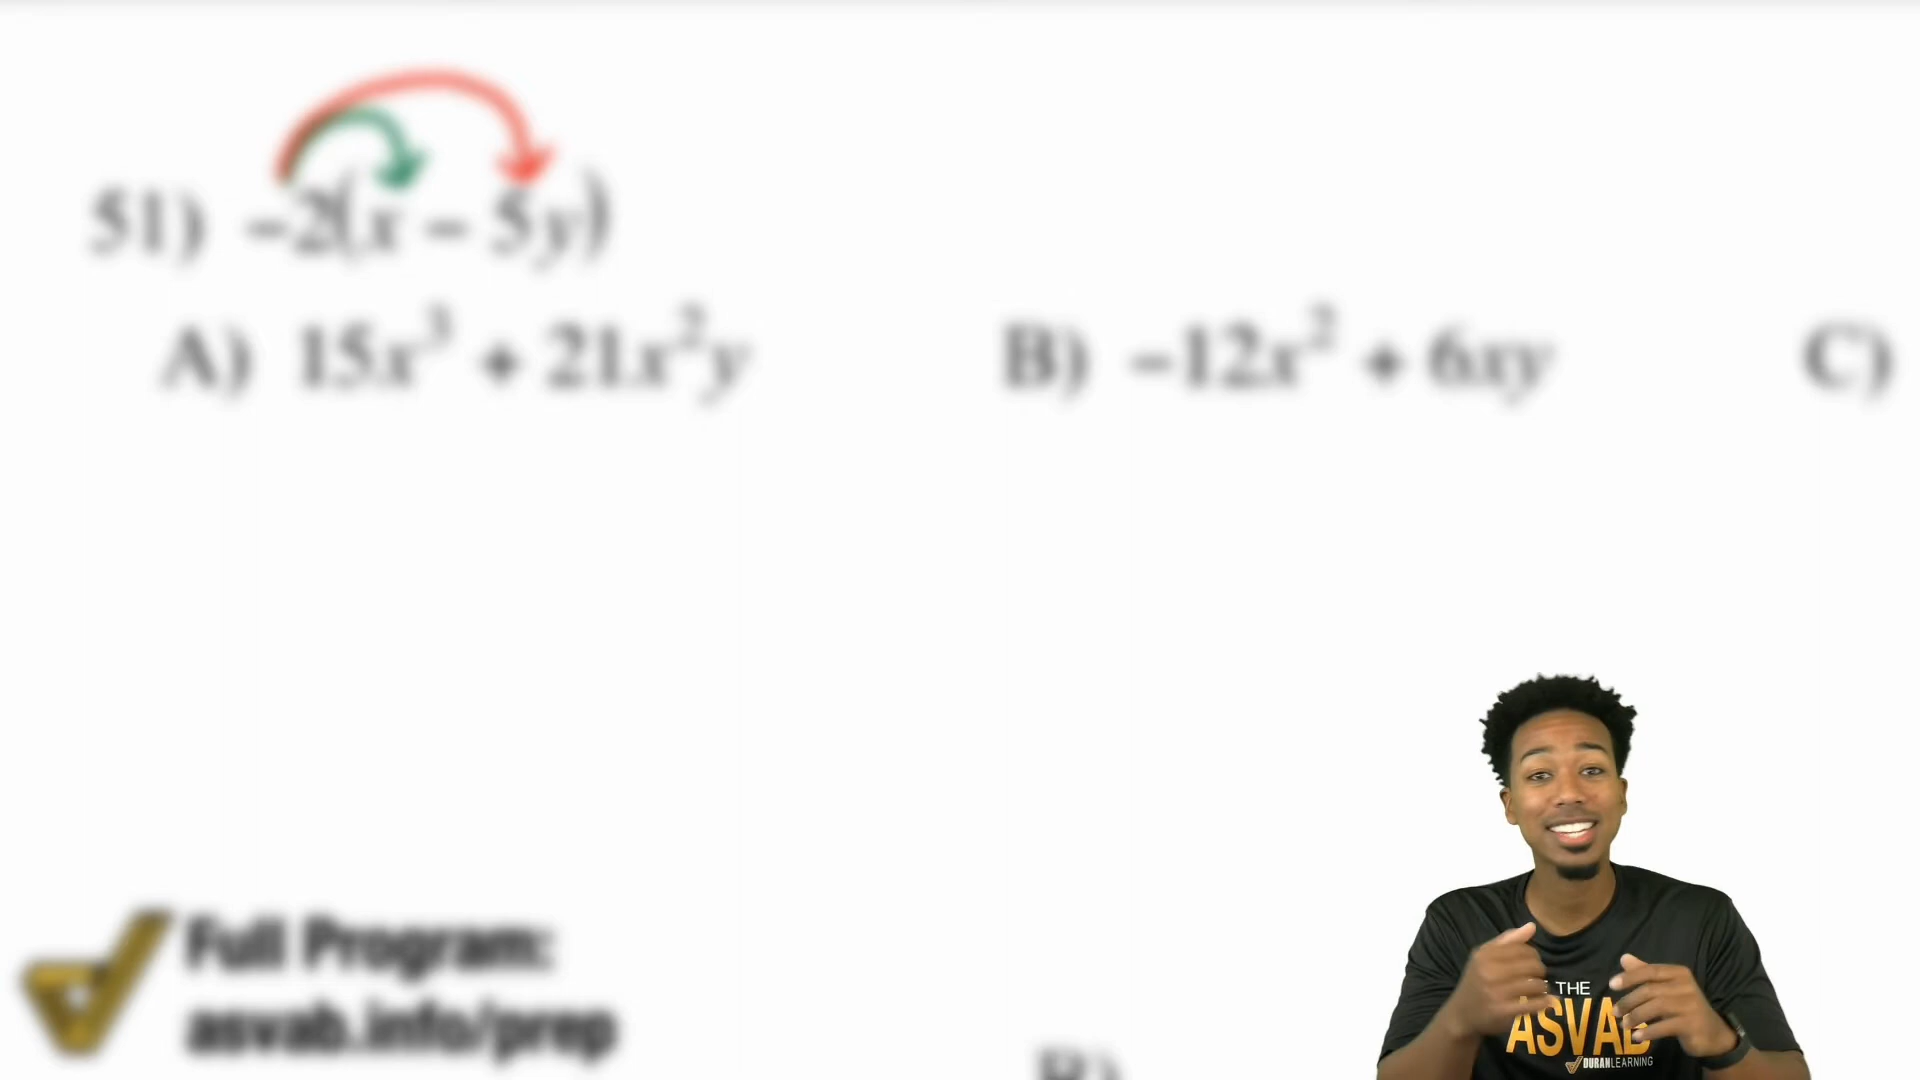 51) −2(x − 5y)
A) 15x³ + 21x²y B) −12x² + 6xy C)
Full Program:
asvab.info/prep
B)
THE
ASVAB
DURANLEARNING